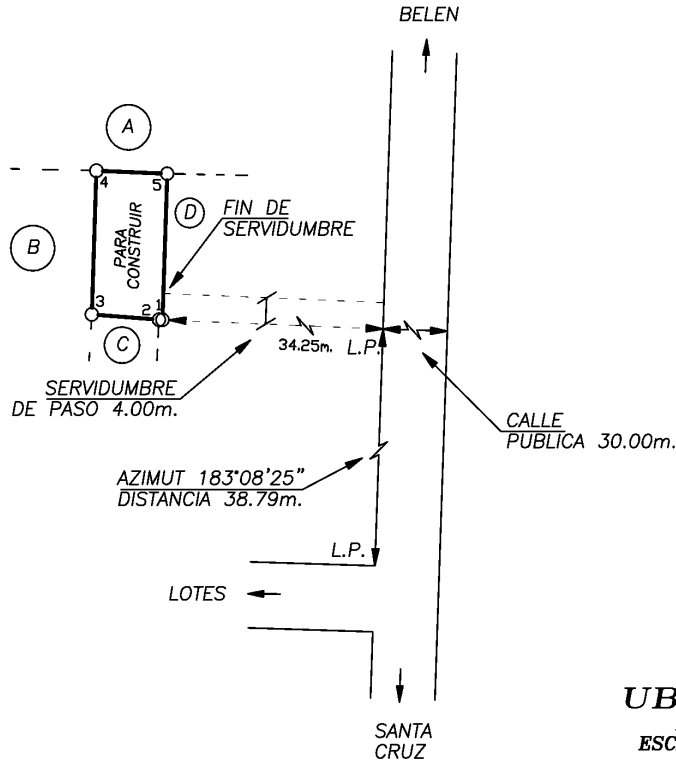 BELEN
A
4
5
D
FIN DE
SERVIDUMBRE
B
PARA
CONSTRUIR
3
2
1
C
34.25m.
L.P.
SERVIDUMBRE
DE PASO 4.00m.
CALLE
PUBLICA 30.00m.
AZIMUT 183°08'25"
DISTANCIA 38.79m.
L.P.
LOTES
SANTA
CRUZ